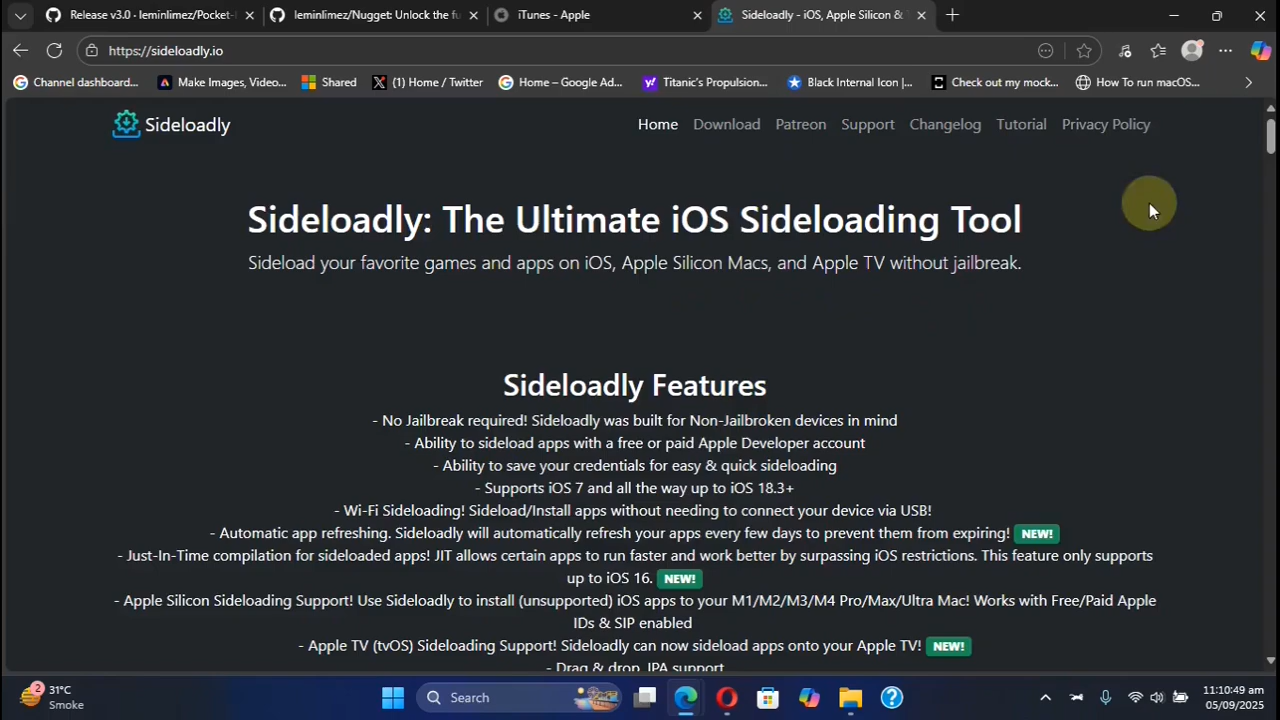 Release v3.0 · leminlimez/Pocket-
leminlimez/Nugget: Unlock the fu
iTunes - Apple
Sideloadly - iOS, Apple Silicon &
https://sideloadly.io
Channel dashboard...
Make Images, Video...
Shared
(1) Home / Twitter
Home – Google Ad...
Titanic's Propulsion...
Black Internal Icon |...
Check out my mock...
How To run macOS...
Sideloadly
Home
Download
Patreon
Support
Changelog
Tutorial
Privacy Policy
Sideloadly: The Ultimate iOS Sideloading Tool
Sideload your favorite games and apps on iOS, Apple Silicon Macs, and Apple TV without jailbreak.
Sideloadly Features
- No Jailbreak required! Sideloadly was built for Non-Jailbroken devices in mind
- Ability to sideload apps with a free or paid Apple Developer account
- Ability to save your credentials for easy & quick sideloading
- Supports iOS 7 and all the way up to iOS 18.3+
- Wi-Fi Sideloading! Sideload/Install apps without needing to connect your device via USB!
- Automatic app refreshing. Sideloadly will automatically refresh your apps every few days to prevent them from expiring! NEW!
- Just-In-Time compilation for sideloaded apps! JIT allows certain apps to run faster and work better by surpassing iOS restrictions. This feature only supports
up to iOS 16. NEW!
- Apple Silicon Sideloading Support! Use Sideloadly to install (unsupported) iOS apps to your M1/M2/M3/M4 Pro/Max/Ultra Mac! Works with Free/Paid Apple
IDs & SIP enabled
- Apple TV (tvOS) Sideloading Support! Sideloadly can now sideload apps onto your Apple TV! NEW!
- Drag & drop .IPA support
2
31°C
Smoke
Search
11:10:49 am
05/09/2025